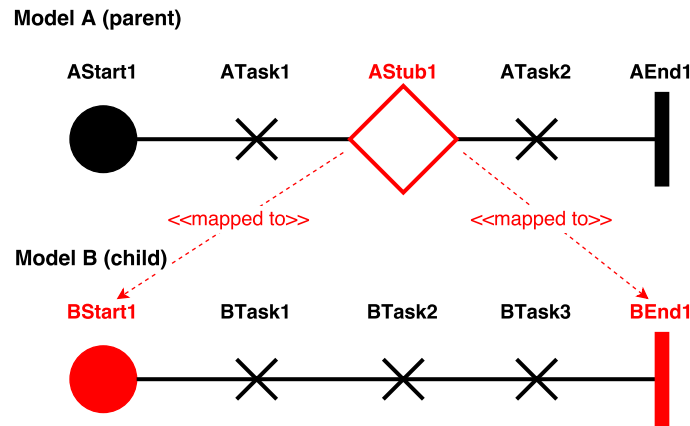 Model A (parent)
AStart1 ATask1 AStub1 ATask2 AEnd1
<<mapped to>> <<mapped to>>
Model B (child)
BStart1 BTask1 BTask2 BTask3 BEnd1